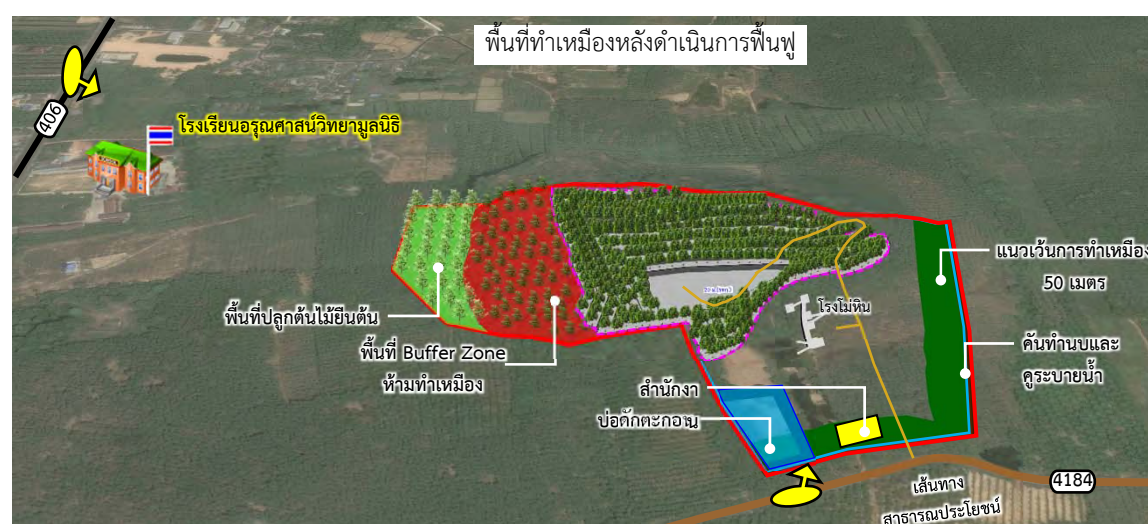 พื้นที่ทำเหมืองหลังดำเนินการฟื้นฟู
406
โรงเรียนอรุณศาสน์วิทยามูลนิธิ
แนวเว้นการทำเหมือง
50 เมตร
โรงโม่หิน
พื้นที่ปลูกต้นไม้ยืนต้น
พื้นที่ Buffer Zone
ห้ามทำเหมือง
คันทำนบและ
คูระบายน้ำ
สำนักงา
บ่อดักตะกอน
4184
เส้นทาง
สาธารณประโยชน์